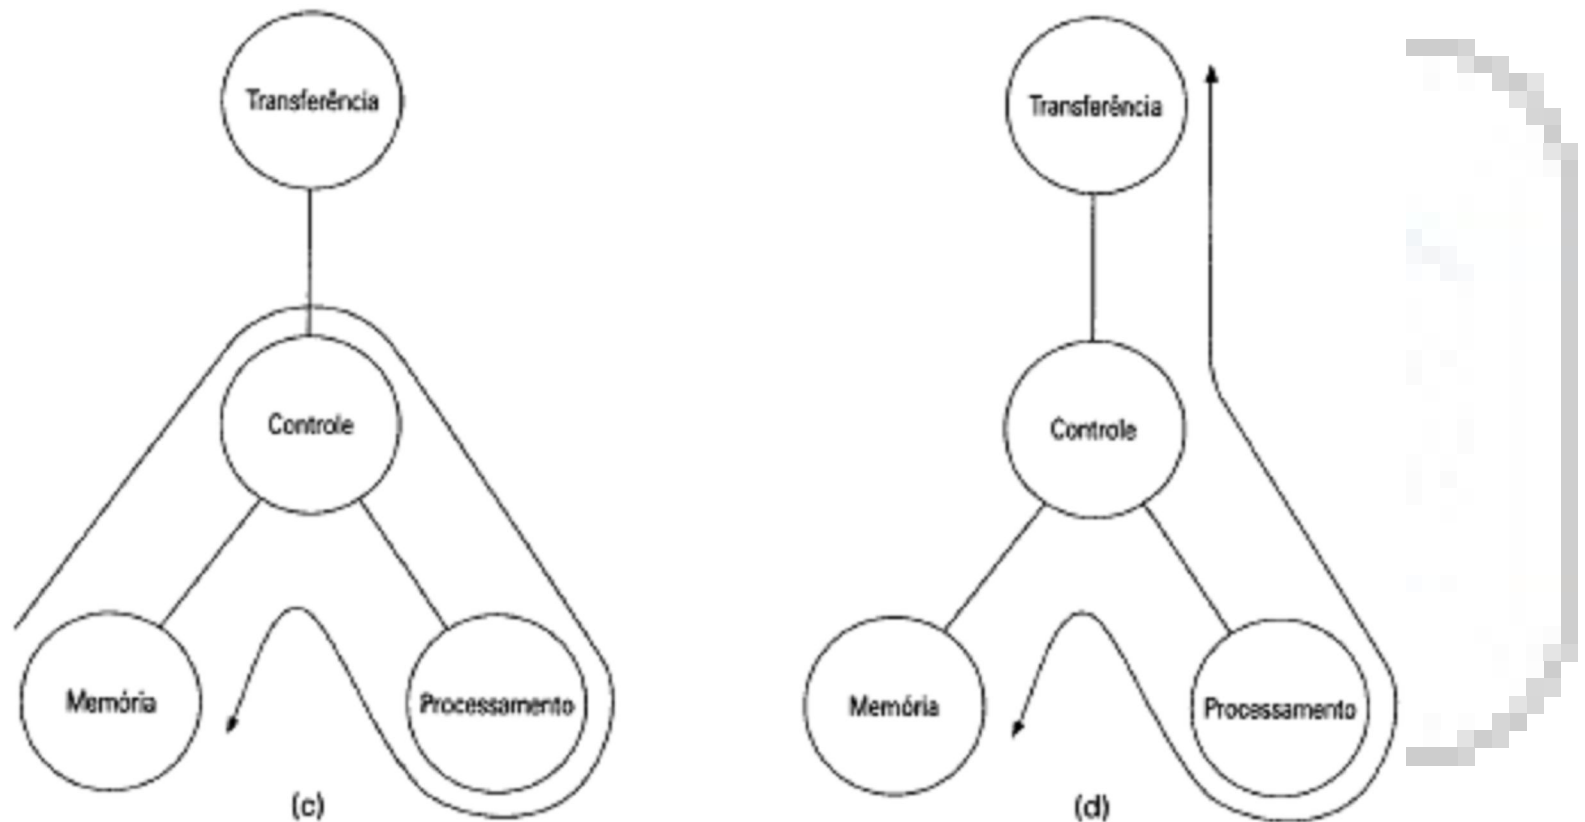 Transferência
Controle
Memória
Processamento
(c)
Transferência
Controle
Memória
Processamento
(d)